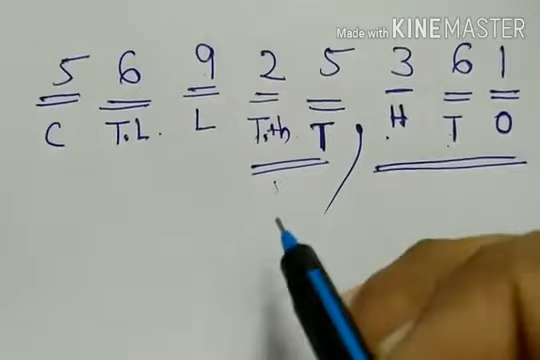 Made with KINEMASTER
5 6 9 2 5 3 6 1
C T.L. L T.th T , H T O